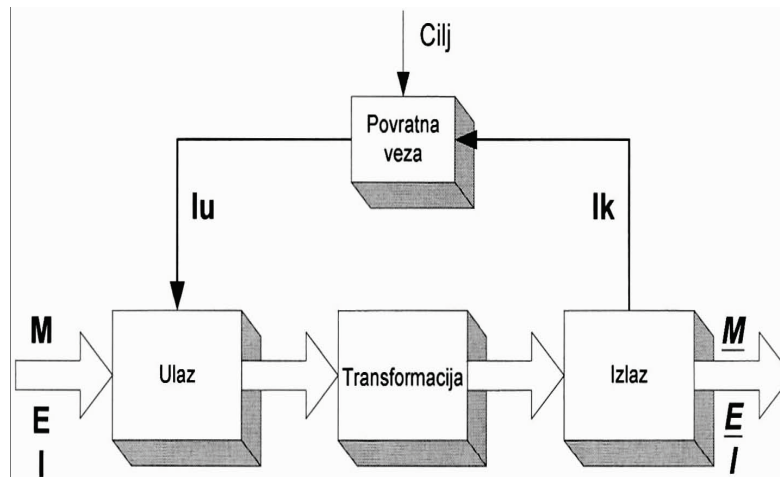 Cilj
Povratna
veza
Iu
Ik
M
Ulaz
Transformacija
Izlaz
M
E
I
E
I